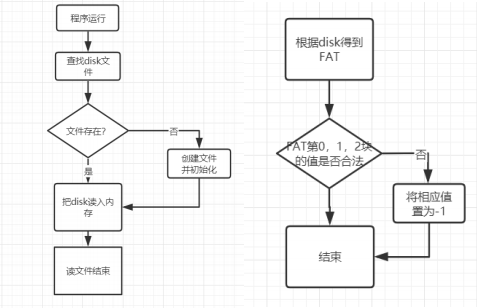 程序运行
查找disk文
件
文件存在?
否
创建文件
并初始化
是
把disk读入内
存
读文件结束
根据disk得到
FAT
FAT第0，1，2块
的值是否合法
否
将相应值
置为-1
结束